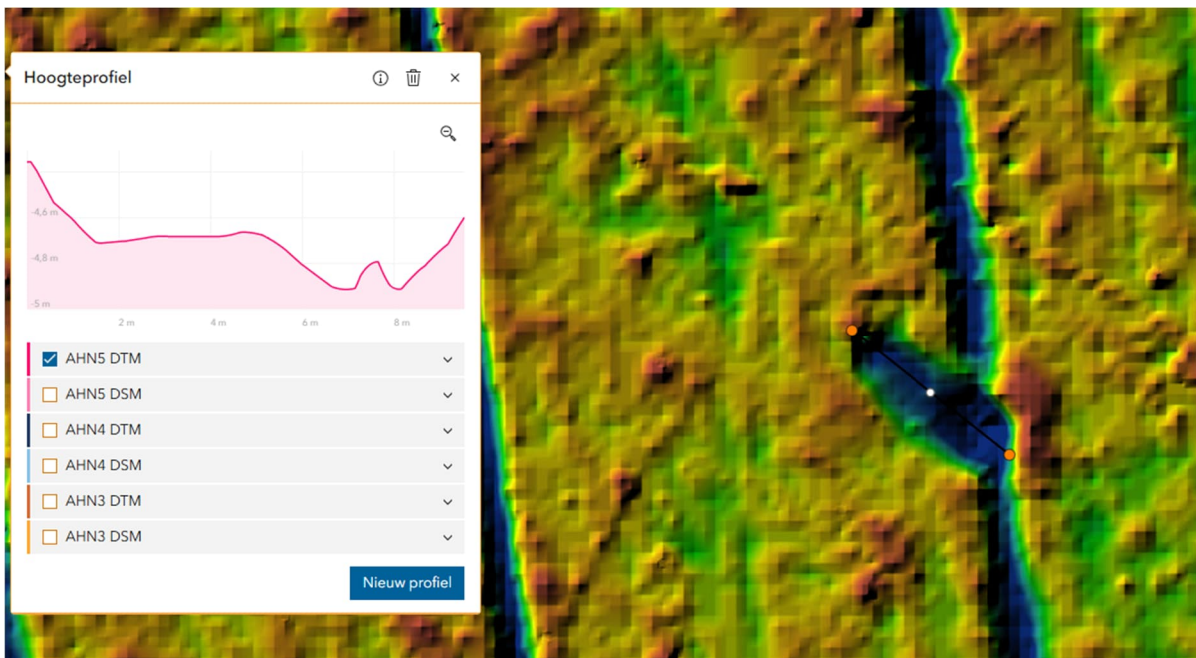 Hoogteprofiel
-4,6 m
-4,8 m
-5 m
2 m 4 m 6 m 8 m
AHN5 DTM
AHN5 DSM
AHN4 DTM
AHN4 DSM
AHN3 DTM
AHN3 DSM
Nieuw profiel